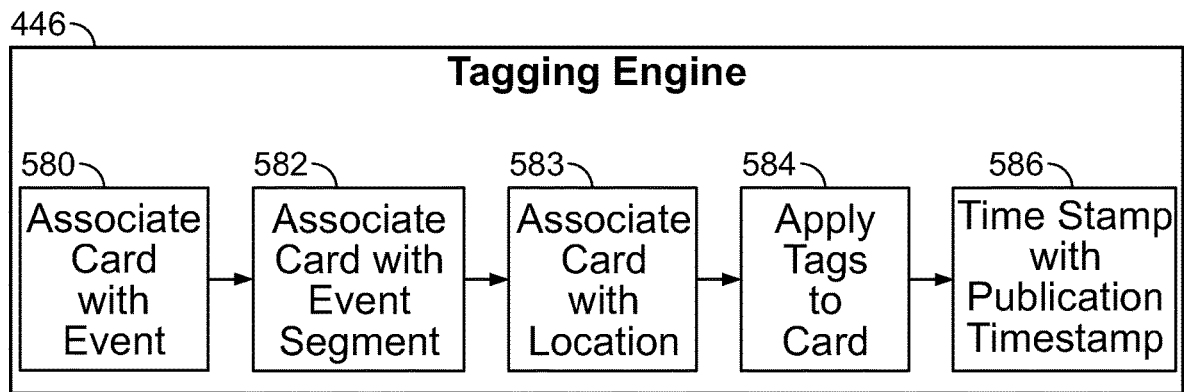 446
Tagging Engine
580
Associate
Card
with
Event
582
Associate
Card with
Event
Segment
583
Associate
Card
with
Location
584
Apply
Tags
to
Card
586
Time Stamp
with
Publication
Timestamp